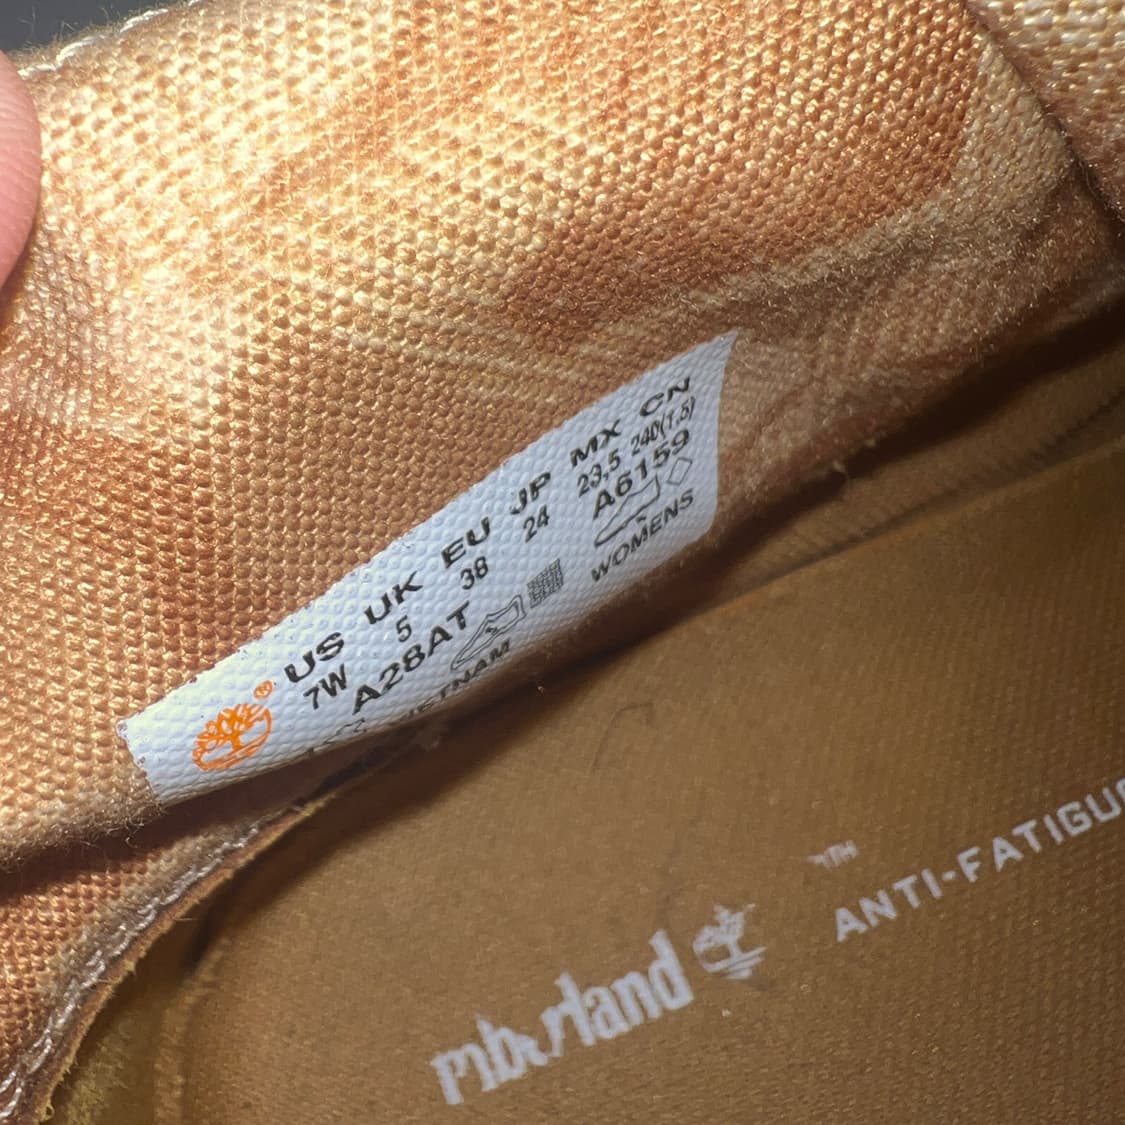 US UK EU JP MX CN
7W 5 38 24 23,5 240(1,5)
A28AT A6159
VIETNAM WOMENS
®
mberland
™
ANTI-FATIGU